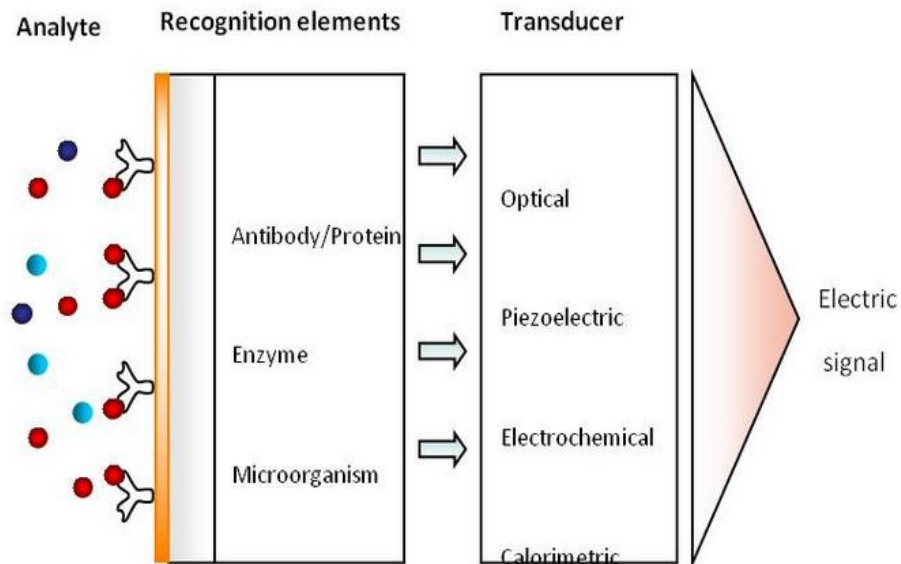 Analyte
Recognition elements
Transducer
Antibody/Protein
Enzyme
Microorganism
Optical
Piezoelectric
Electrochemical
Calorimetric
Electric
signal